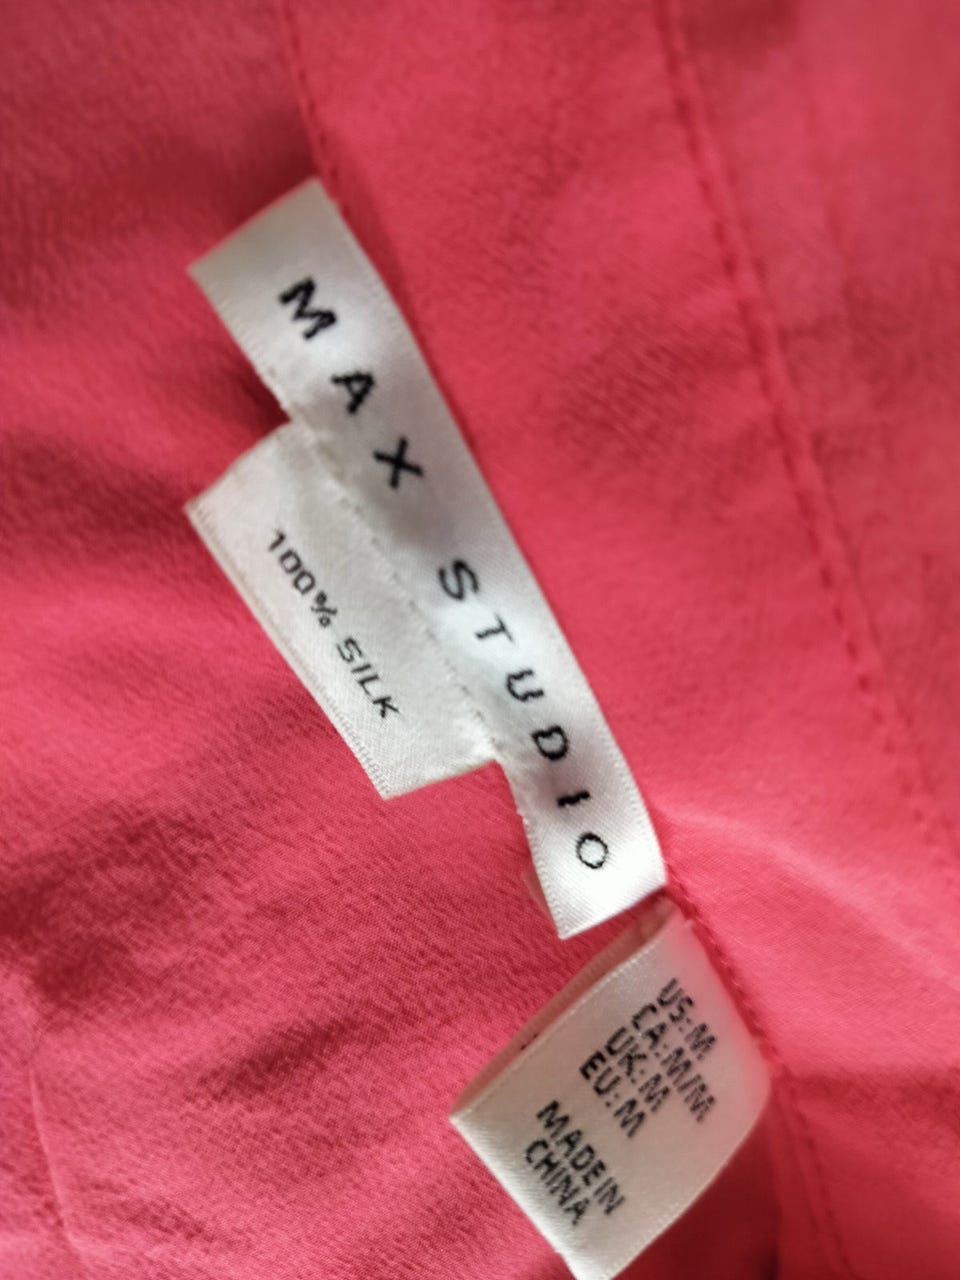 MAX STUDIO
100% SILK
US: M
CA: M/M
UK: M
EU: M
MADE IN
CHINA